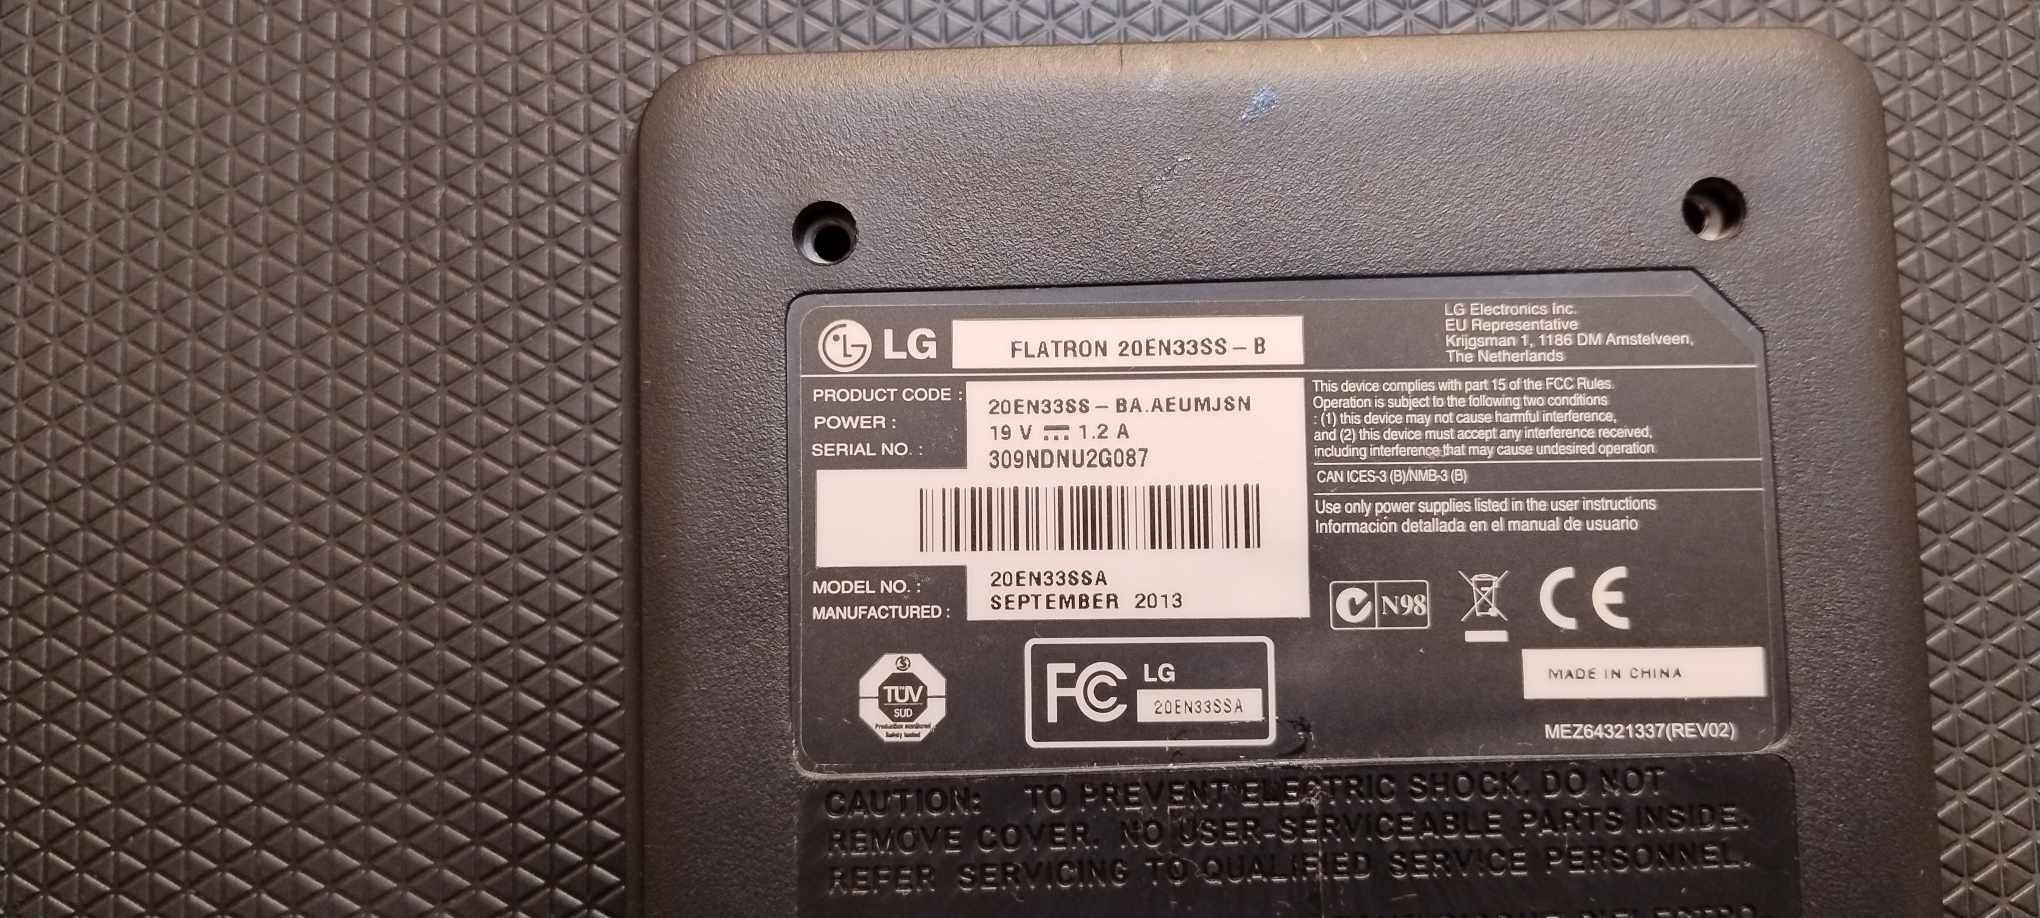 LG FLATRON 20EN33SS – B
LG Electronics Inc.
EU Representative
Krijgsman 1, 1186 DM Amstelveen,
The Netherlands
PRODUCT CODE : 20EN33SS – BA.AEUMJSN
POWER : 19 V ⎓ 1.2 A
SERIAL NO. : 309NDNU2G087
MODEL NO. : 20EN33SSA
MANUFACTURED : SEPTEMBER 2013
This device complies with part 15 of the FCC Rules.
Operation is subject to the following two conditions
: (1) this device may not cause harmful interference,
and (2) this device must accept any interference received,
including interference that may cause undesired operation
CAN ICES-3 (B)/NMB-3 (B)
Use only power supplies listed in the user instructions
Información detallada en el manual de usuario
N98
CE
TÜV
SUD
Production monitored
Safety tested
FC LG
20EN33SSA
MADE IN CHINA
MEZ64321337(REV02)
CAUTION: TO PREVENT ELECTRIC SHOCK, DO NOT
REMOVE COVER. NO USER-SERVICEABLE PARTS INSIDE.
REFER SERVICING TO QUALIFIED SERVICE PERSONNEL.